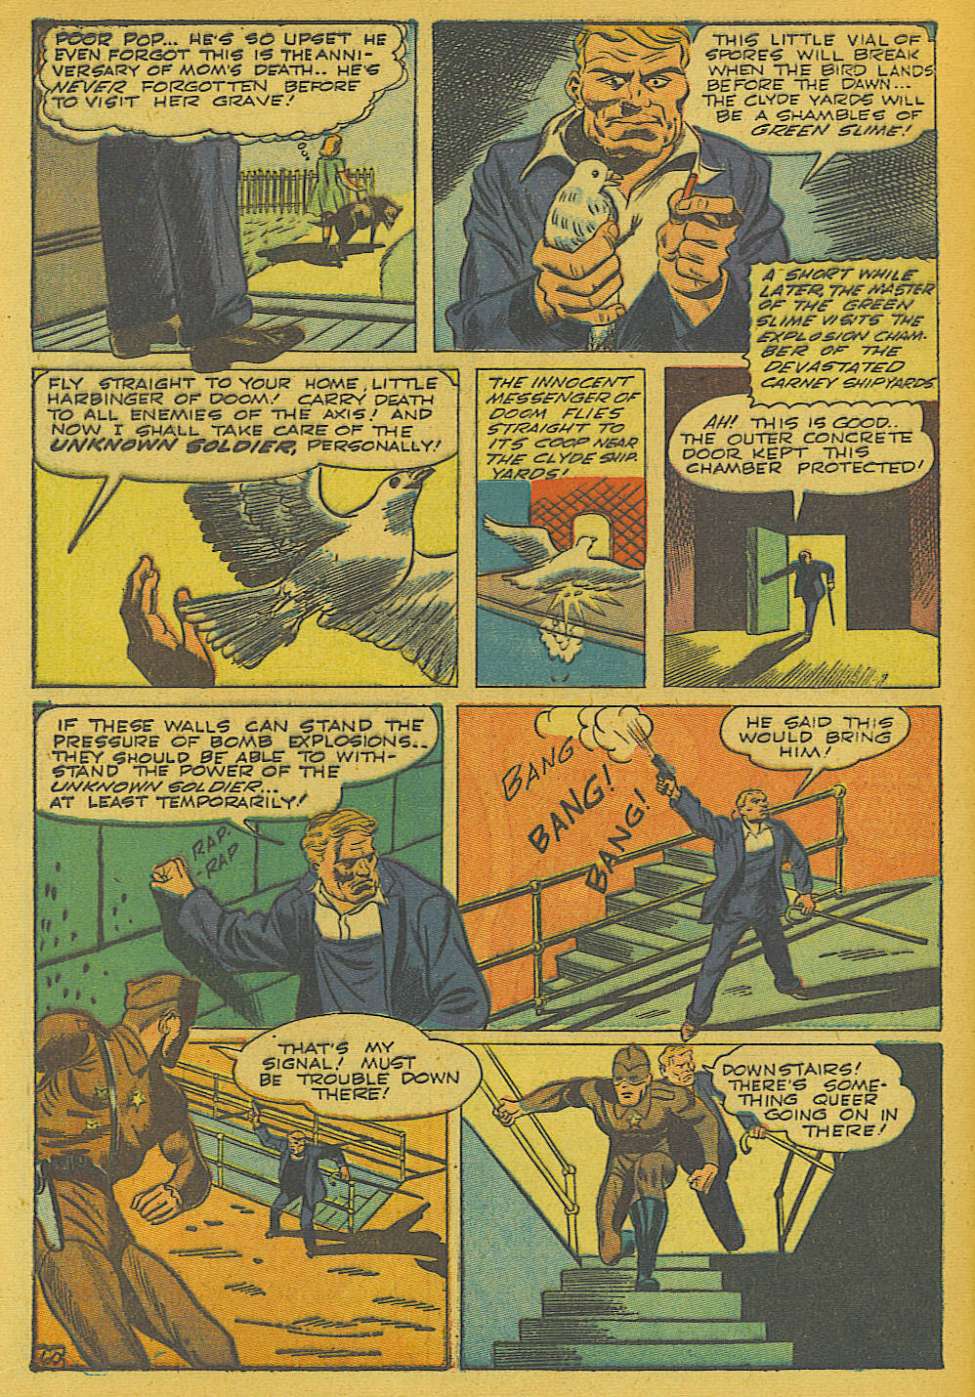 POOR POP... HE'S SO UPSET HE
EVEN FORGOT THIS IS THE ANNI-
VERSARY OF MOM'S DEATH.. HE'S
NEVER FORGOTTEN BEFORE
TO VISIT HER GRAVE!
THIS LITTLE VIAL OF
SPORES WILL BREAK
WHEN THE BIRD LANDS
BEFORE THE DAWN...
THE CLYDE YARDS WILL
BE A SHAMBLES OF
GREEN SLIME!
A SHORT WHILE
LATER, THE MASTER
OF THE GREEN
SLIME VISITS THE
EXPLOSION CHAM-
BER OF THE
DEVASTATED
CARNEY SHIPYARDS
FLY STRAIGHT TO YOUR HOME, LITTLE
HARBINGER OF DOOM! CARRY DEATH
TO ALL ENEMIES OF THE AXIS! AND
NOW I SHALL TAKE CARE OF THE
UNKNOWN SOLDIER, PERSONALLY!
THE INNOCENT
MESSENGER OF
DOOM FLIES
STRAIGHT TO
ITS COOP NEAR
THE CLYDE SHIP-
YARDS!
AH! THIS IS GOOD..
THE OUTER CONCRETE
DOOR KEPT THIS
CHAMBER PROTECTED!
IF THESE WALLS CAN STAND THE
PRESSURE OF BOMB EXPLOSIONS..
THEY SHOULD BE ABLE TO WITH-
STAND THE POWER OF THE
UNKNOWN SOLDIER...
AT LEAST TEMPORARILY!
RAP-
RAP
-RAP
BANG
BANG!
BANG!
HE SAID THIS
WOULD BRING
HIM!
THAT'S MY
SIGNAL! MUST
BE TROUBLE DOWN
THERE!
DOWNSTAIRS!
THERE'S SOME-
THING QUEER
GOING ON IN
THERE!